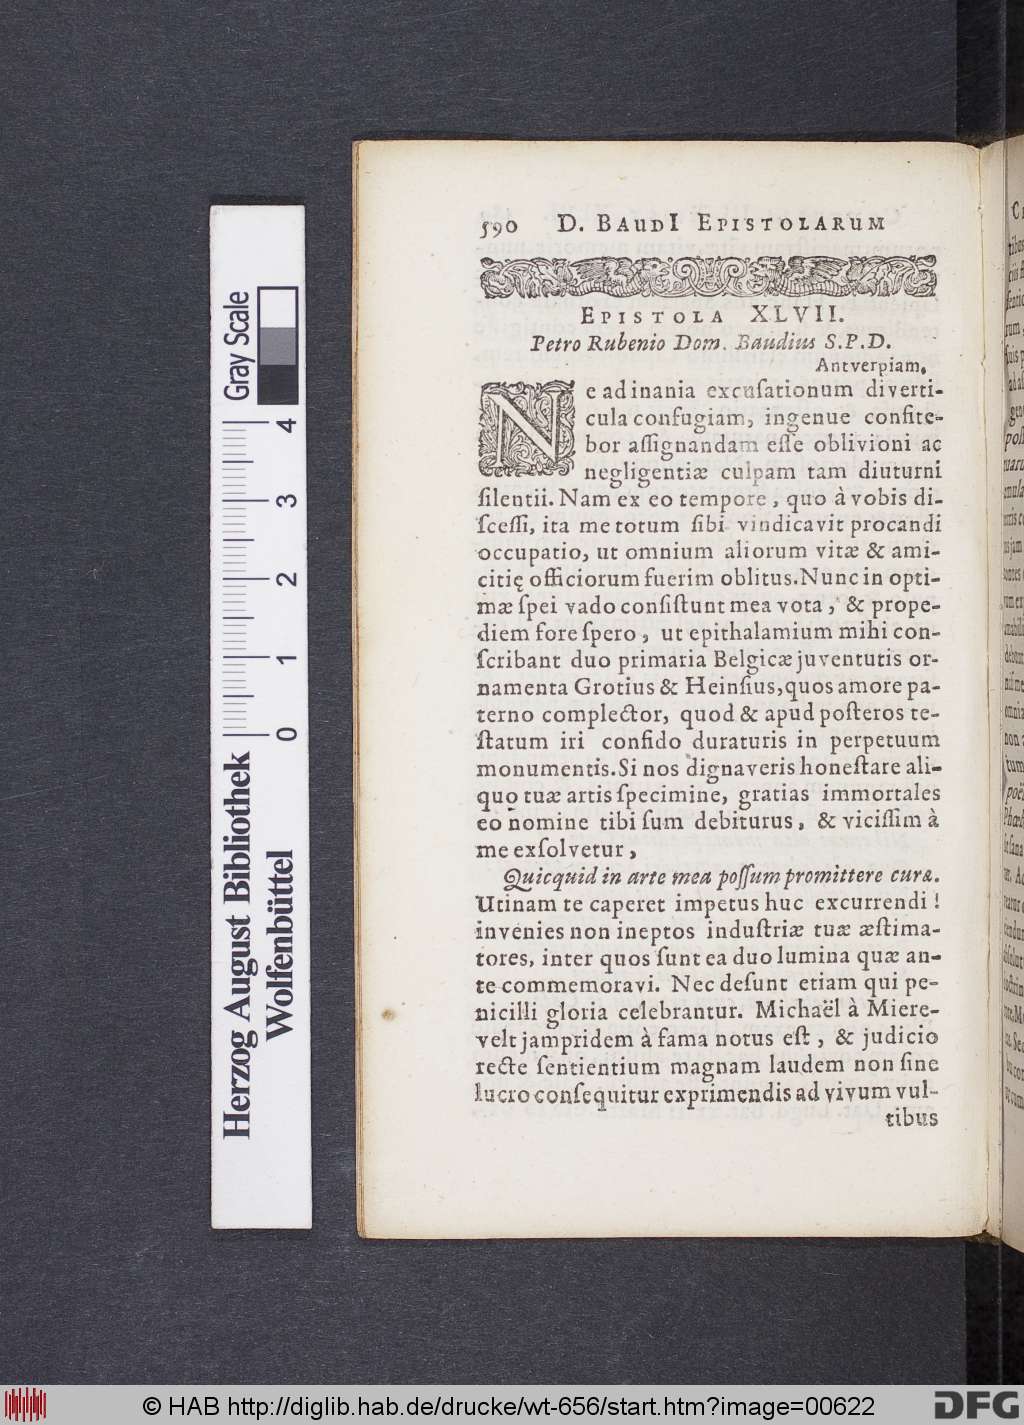 590 D. BAUDI EPISTOLARUM
EPISTOLA XLVII.
Petro Rubenio Dom. Baudius S.P.D.
Antverpiam.
Ne ad inania excuſationum diverti-
cula confugiam, ingenue confite-
bor aſſignandam eſſe oblivioni ac
negligentiæ culpam tam diuturni
ſilentii. Nam ex eo tempore, quo à vobis di-
ſceſſi, ita me totum ſibi vindicavit procandi
occupatio, ut omnium aliorum vitæ & ami-
citię officiorum fuerim oblitus. Nunc in opti-
mæ ſpei vado conſiſtunt mea vota, & prope-
diem fore ſpero, ut epithalamium mihi con-
ſcribant duo primaria Belgicæ juventutis or-
namenta Grotius & Heinſius, quos amore pa-
terno complector, quod & apud poſteros te-
ſtatum iri confido duraturis in perpetuum
monumentis. Si nos dignaveris honeſtare ali-
quo tuæ artis ſpecimine, gratias immortales
eo nomine tibi ſum debiturus, & viciſſim à
me exſolvetur,
Quicquid in arte mea poſſum promittere curæ.
Utinam te caperet impetus huc excurrendi!
invenies non ineptos induſtriæ tuæ æſtima-
tores, inter quos ſunt ea duo lumina quæ an-
te commemoravi. Nec deſunt etiam qui pe-
nicilli gloria celebrantur. Michaël à Miere-
velt jampridem à fama notus eſt, & judicio
recte ſentientium magnam laudem non ſine
lucro conſequitur exprimendis ad vivum vul-
tibus
Herzog August Bibliothek
Wolfenbüttel
0 1 2 3 4
Gray Scale
© HAB http://diglib.hab.de/drucke/wt-656/start.htm?image=00622
DFG